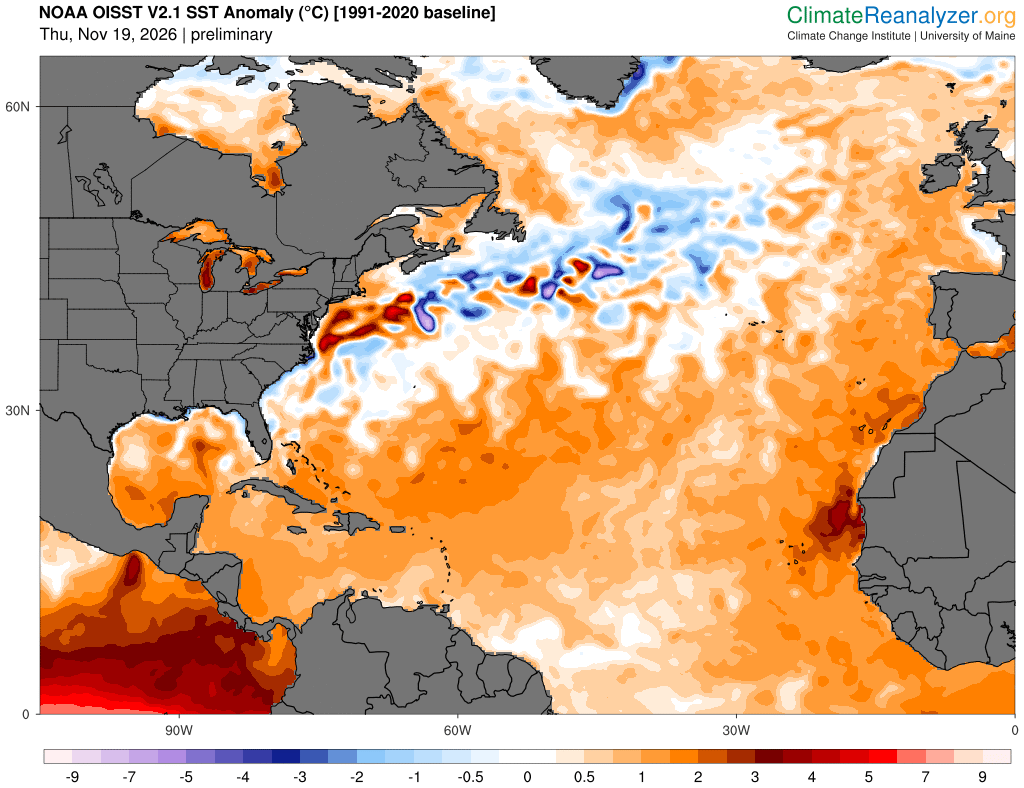 NOAA OISST V2.1 SST Anomaly (°C) [1991-2020 baseline]
Thu, Nov 19, 2026 | preliminary
ClimateReanalyzer.org
Climate Change Institute | University of Maine
60N
30N
0
90W 60W 30W 0
-9 -7 -5 -4 -3 -2 -1 -0.5 0 0.5 1 2 3 4 5 7 9